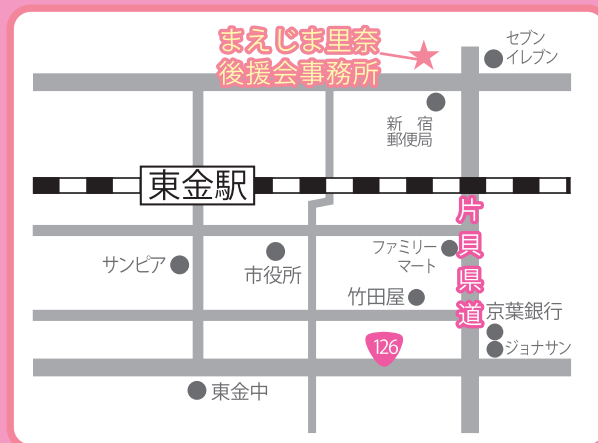 まえじま里奈
後援会事務所
セブン
イレブン
新 宿
郵便局
東金駅
片貝県道
サンピア
市役所
ファミリー
マート
竹田屋
京葉銀行
126
ジョナサン
東金中